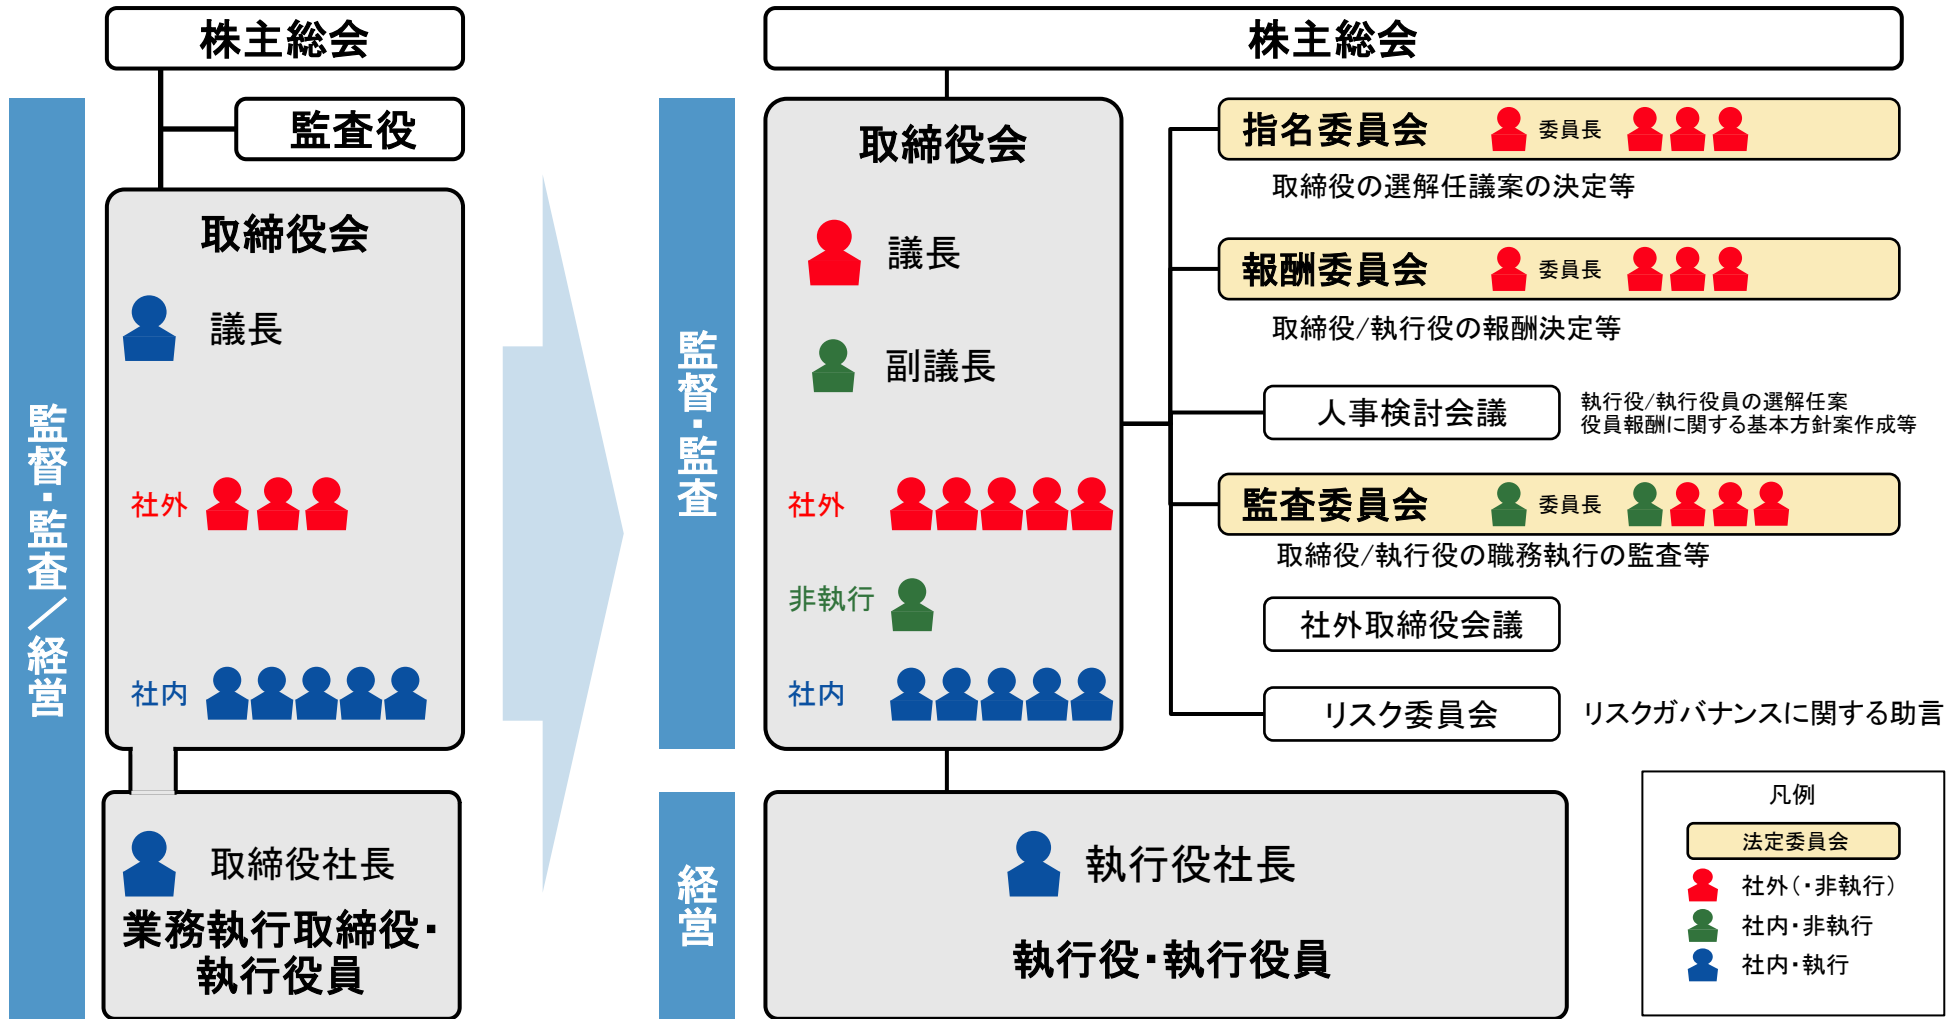 株主総会
監査役
監督・監査／経営
取締役会
議長
社外
社内
取締役社長
業務執行取締役・
執行役員
株主総会
監督・監査
取締役会
議長
副議長
社外
非執行
社内
指名委員会 委員長
取締役の選解任議案の決定等
報酬委員会 委員長
取締役/執行役の報酬決定等
人事検討会議
執行役/執行役員の選解任案
役員報酬に関する基本方針案作成等
監査委員会 委員長
取締役/執行役の職務執行の監査等
社外取締役会議
リスク委員会
リスクガバナンスに関する助言
経営
執行役社長
執行役・執行役員
凡例
法定委員会
社外(・非執行)
社内・非執行
社内・執行